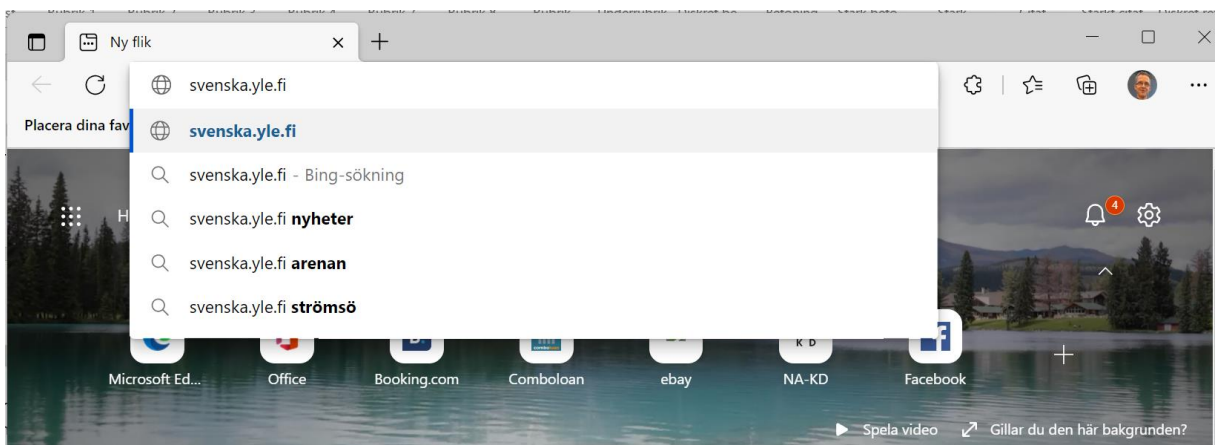 Ny flik
svenska.yle.fi
Placera dina fav
svenska.yle.fi
svenska.yle.fi - Bing-sökning
svenska.yle.fi nyheter
4
svenska.yle.fi arenan
svenska.yle.fi strömsö
K D
Microsoft Ed... Office Booking.com Comboloan ebay NA-KD Facebook
Spela video Gillar du den här bakgrunden?